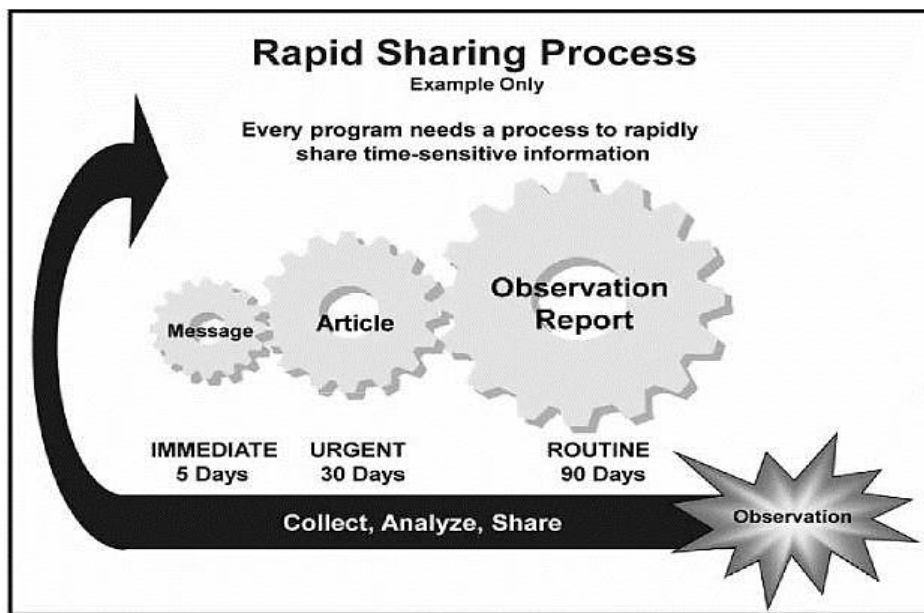 Rapid Sharing Process
Example Only
Every program needs a process to rapidly
share time-sensitive information
Message
Article
Observation
Report
IMMEDIATE
5 Days
URGENT
30 Days
ROUTINE
90 Days
Collect, Analyze, Share
Observation